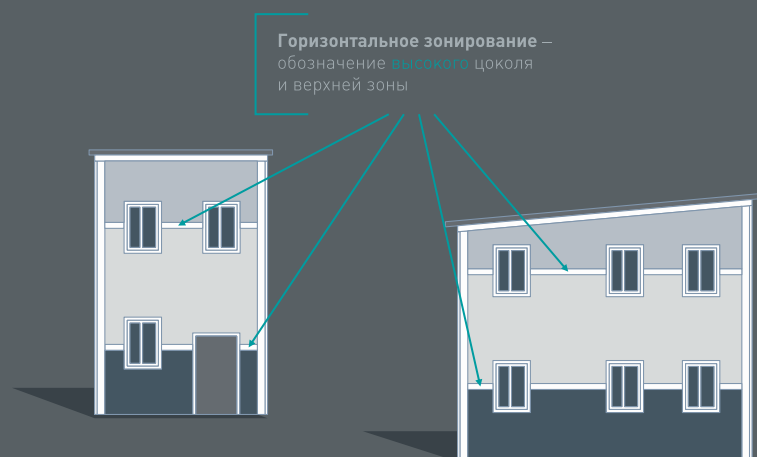 Горизонтальное зонирование –
обозначение высокого цоколя
и верхней зоны